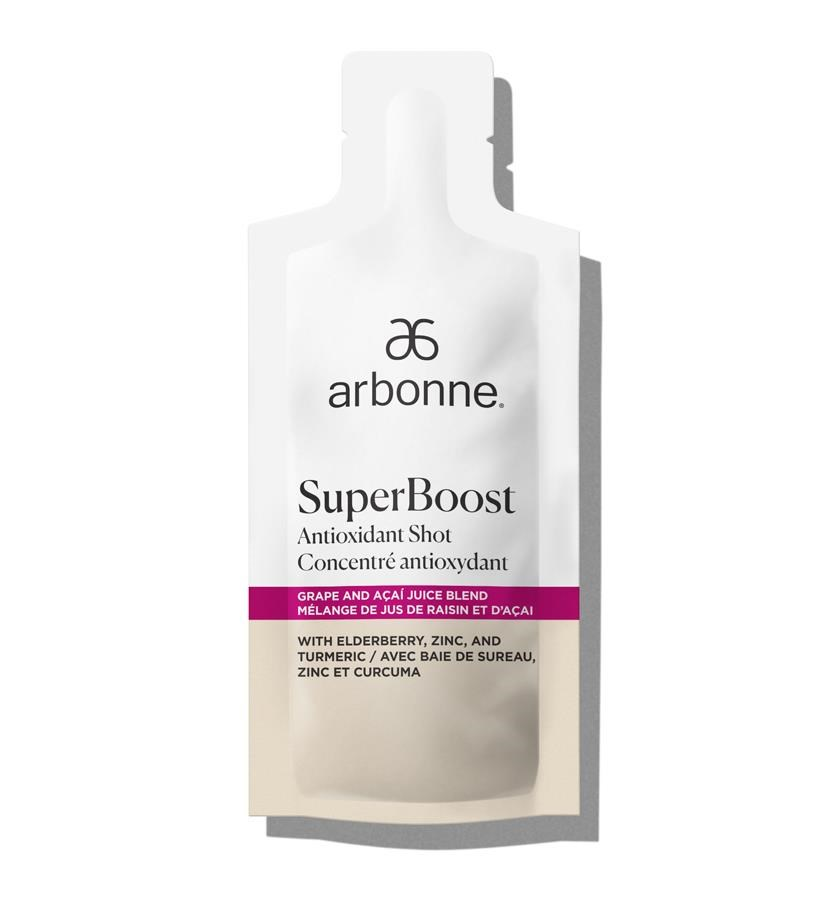 arbonne®
SuperBoost
Antioxidant Shot
Concentré antioxydant
GRAPE AND AÇAÍ JUICE BLEND
MÉLANGE DE JUS DE RAISIN ET D'AÇAI
WITH ELDERBERRY, ZINC, AND
TURMERIC / AVEC BAIE DE SUREAU,
ZINC ET CURCUMA